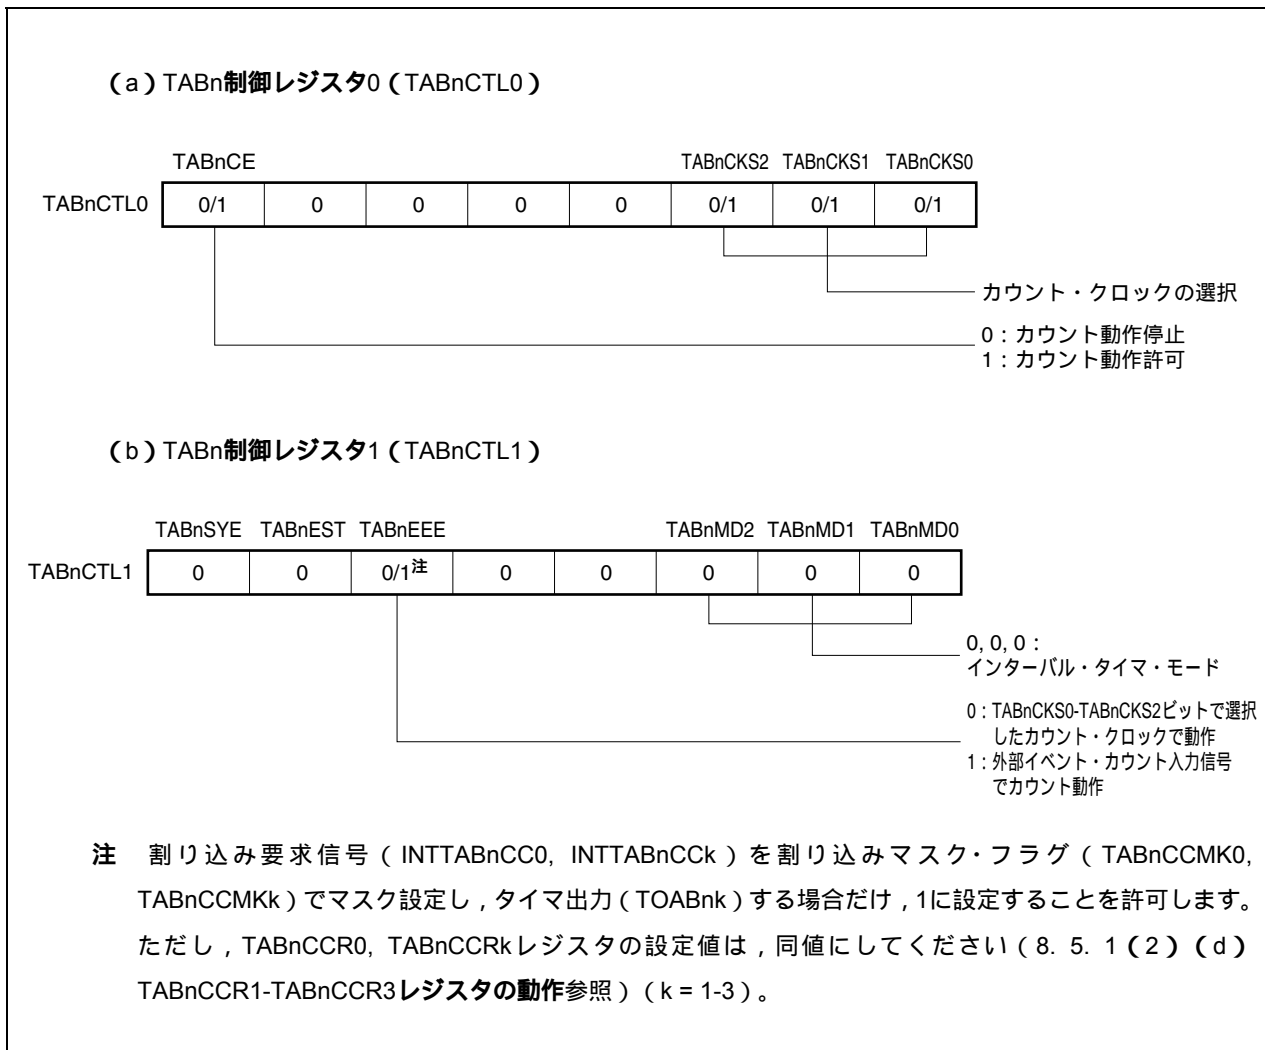 （a）TABn制御レジスタ0（TABnCTL0）
TABnCE TABnCKS2 TABnCKS1 TABnCKS0
TABnCTL0 0/1 0 0 0 0 0/1 0/1 0/1
カウント・クロックの選択
0：カウント動作停止
1：カウント動作許可
（b）TABn制御レジスタ1（TABnCTL1）
TABnSYE TABnEST TABnEEE TABnMD2 TABnMD1 TABnMD0
TABnCTL1 0 0 0/1注 0 0 0 0 0
0, 0, 0：
インターバル・タイマ・モード
0：TABnCKS0-TABnCKS2ビットで選択
したカウント・クロックで動作
1：外部イベント・カウント入力信号
でカウント動作
注 割り込み要求信号（INTTABnCC0, INTTABnCCk）を割り込みマスク・フラグ（TABnCCMK0,
TABnCCMKk）でマスク設定し，タイマ出力（TOABnk）する場合だけ，1に設定することを許可します。
ただし，TABnCCR0, TABnCCRkレジスタの設定値は，同値にしてください（8. 5. 1（2）（d）
TABnCCR1-TABnCCR3レジスタの動作参照）（k = 1-3）。